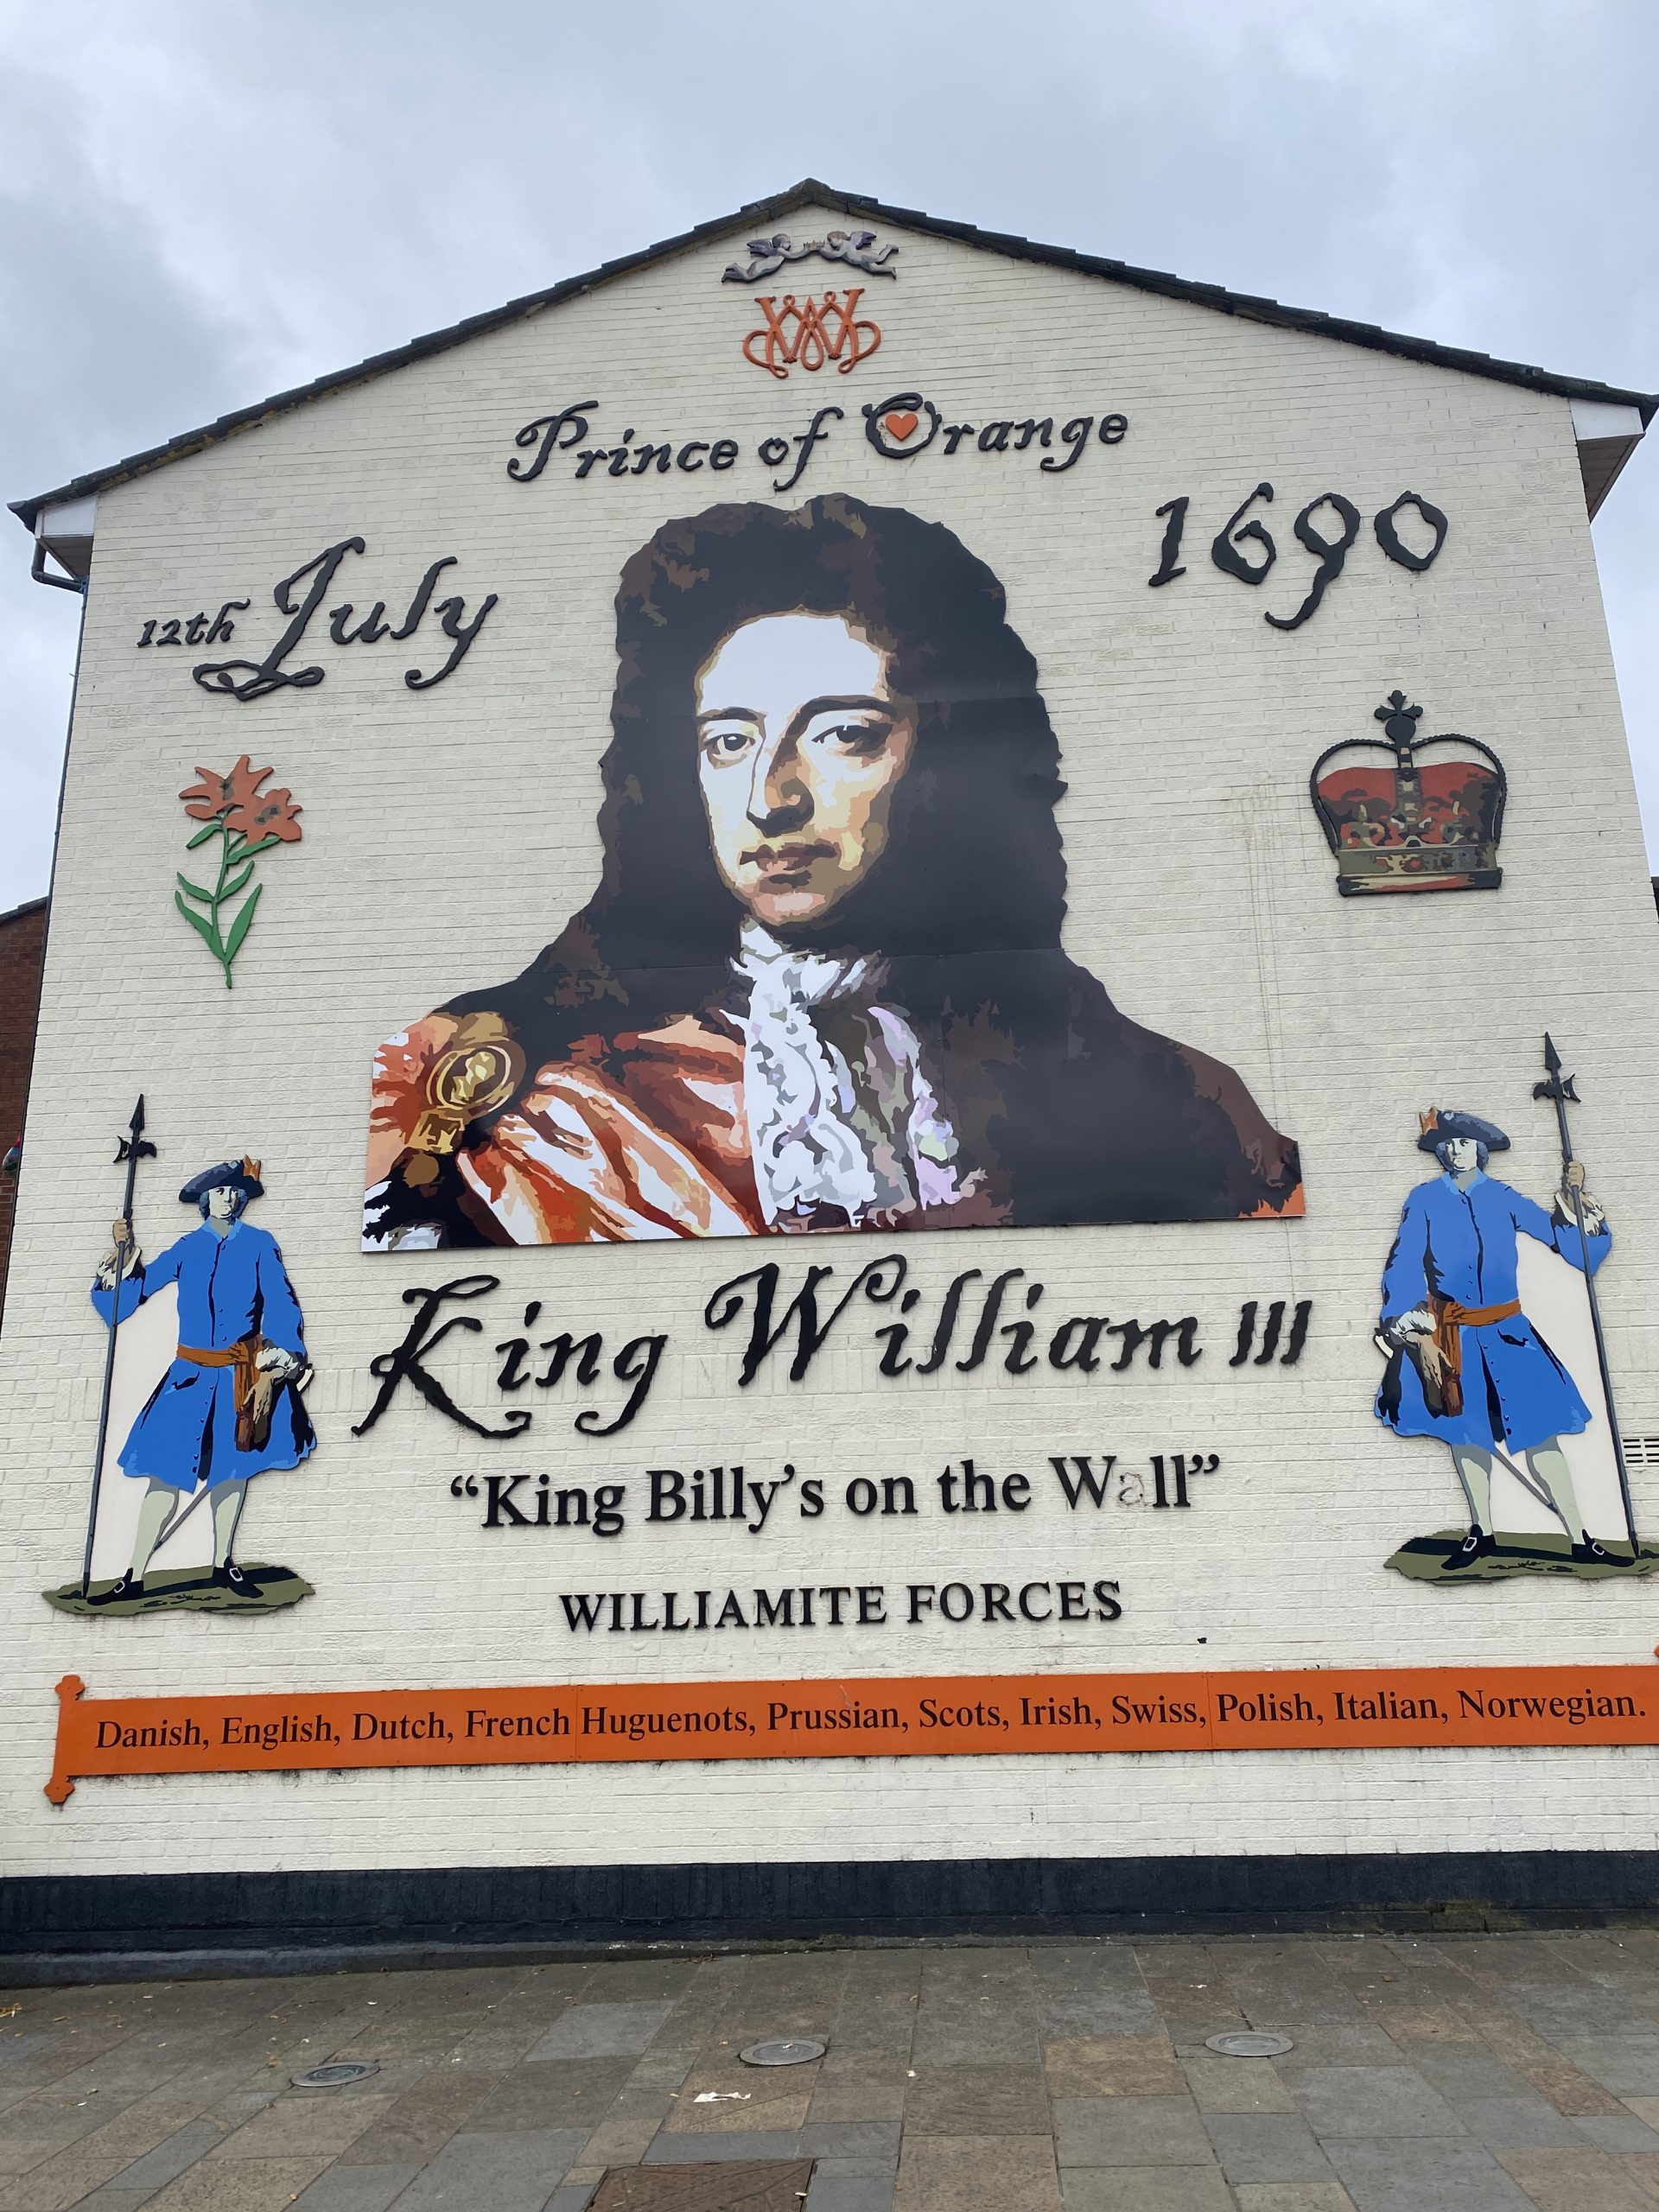 Prince of Orange
12th July 1690
King William III
“King Billy’s on the Wall”
WILLIAMITE FORCES
Danish, English, Dutch, French Huguenots, Prussian, Scots, Irish, Swiss, Polish, Italian, Norwegian.